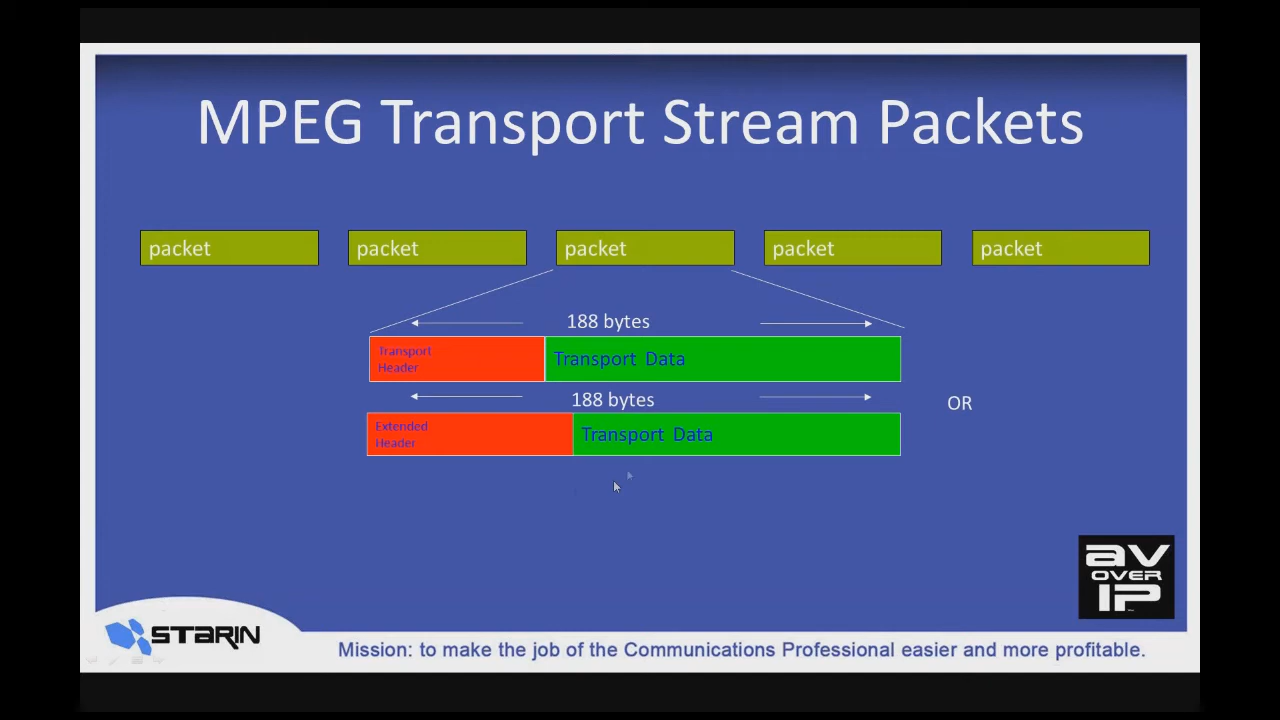 MPEG Transport Stream Packets
packet packet packet packet packet
188 bytes
Transport
Header
Transport Data
188 bytes
OR
Extended
Header
Transport Data
av
OVER
IP
STARIN
Mission: to make the job of the Communications Professional easier and more profitable.